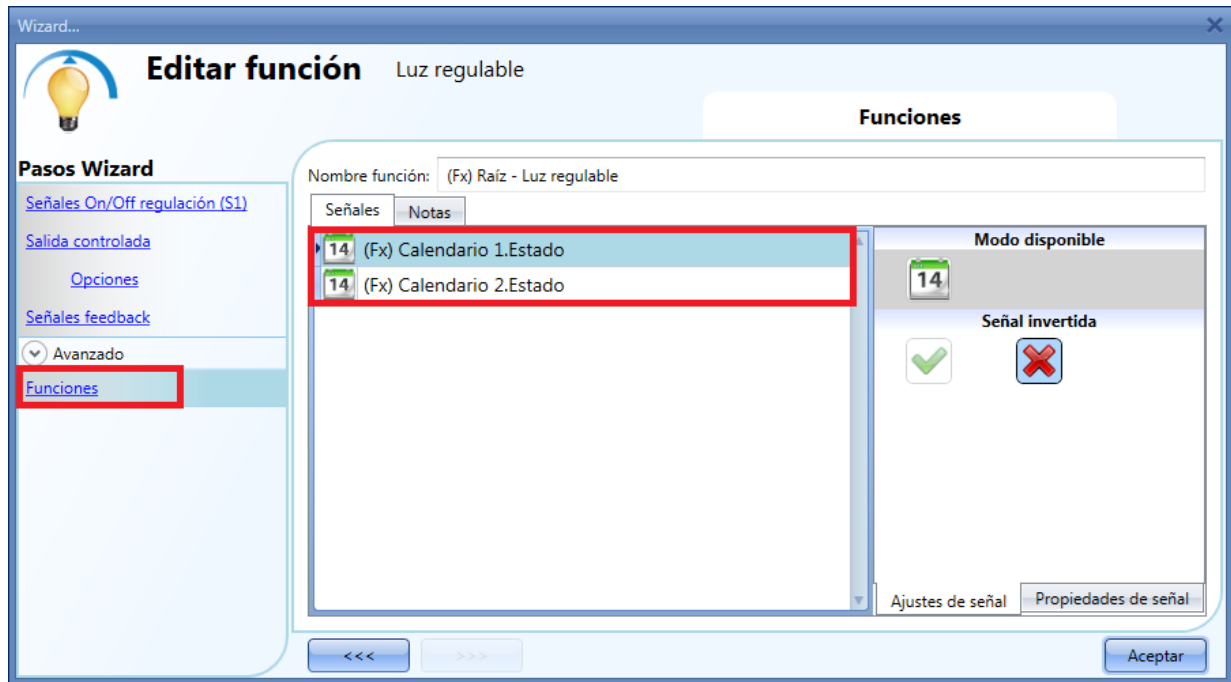 Wizard...
Editar función Luz regulable
Funciones
Pasos Wizard
Señales On/Off regulación (S1)
Salida controlada
Opciones
Señales feedback
Avanzado
Funciones
Nombre función: (Fx) Raíz - Luz regulable
Señales Notas
14 (Fx) Calendario 1.Estado
14 (Fx) Calendario 2.Estado
Modo disponible
14
Señal invertida
Ajustes de señal Propiedades de señal
<<< >>> Aceptar